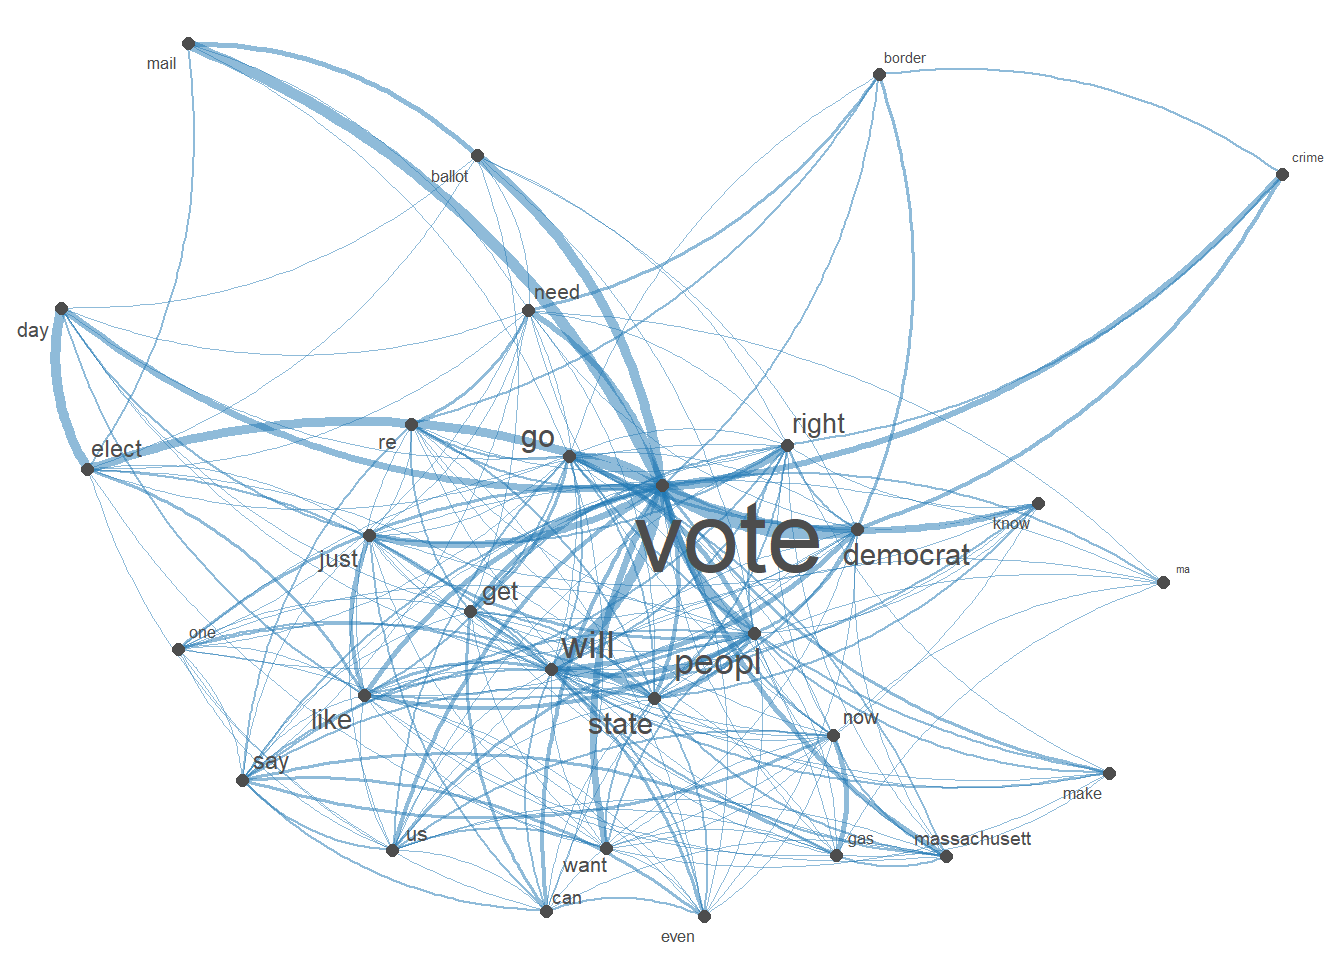 border
mail
crime
ballot
need
day
right
go
re
elect
know
vote
democrat
just
ma
get
one
will
peopl
like
state
now
say
make
us
gas
massachusett
want
can
even